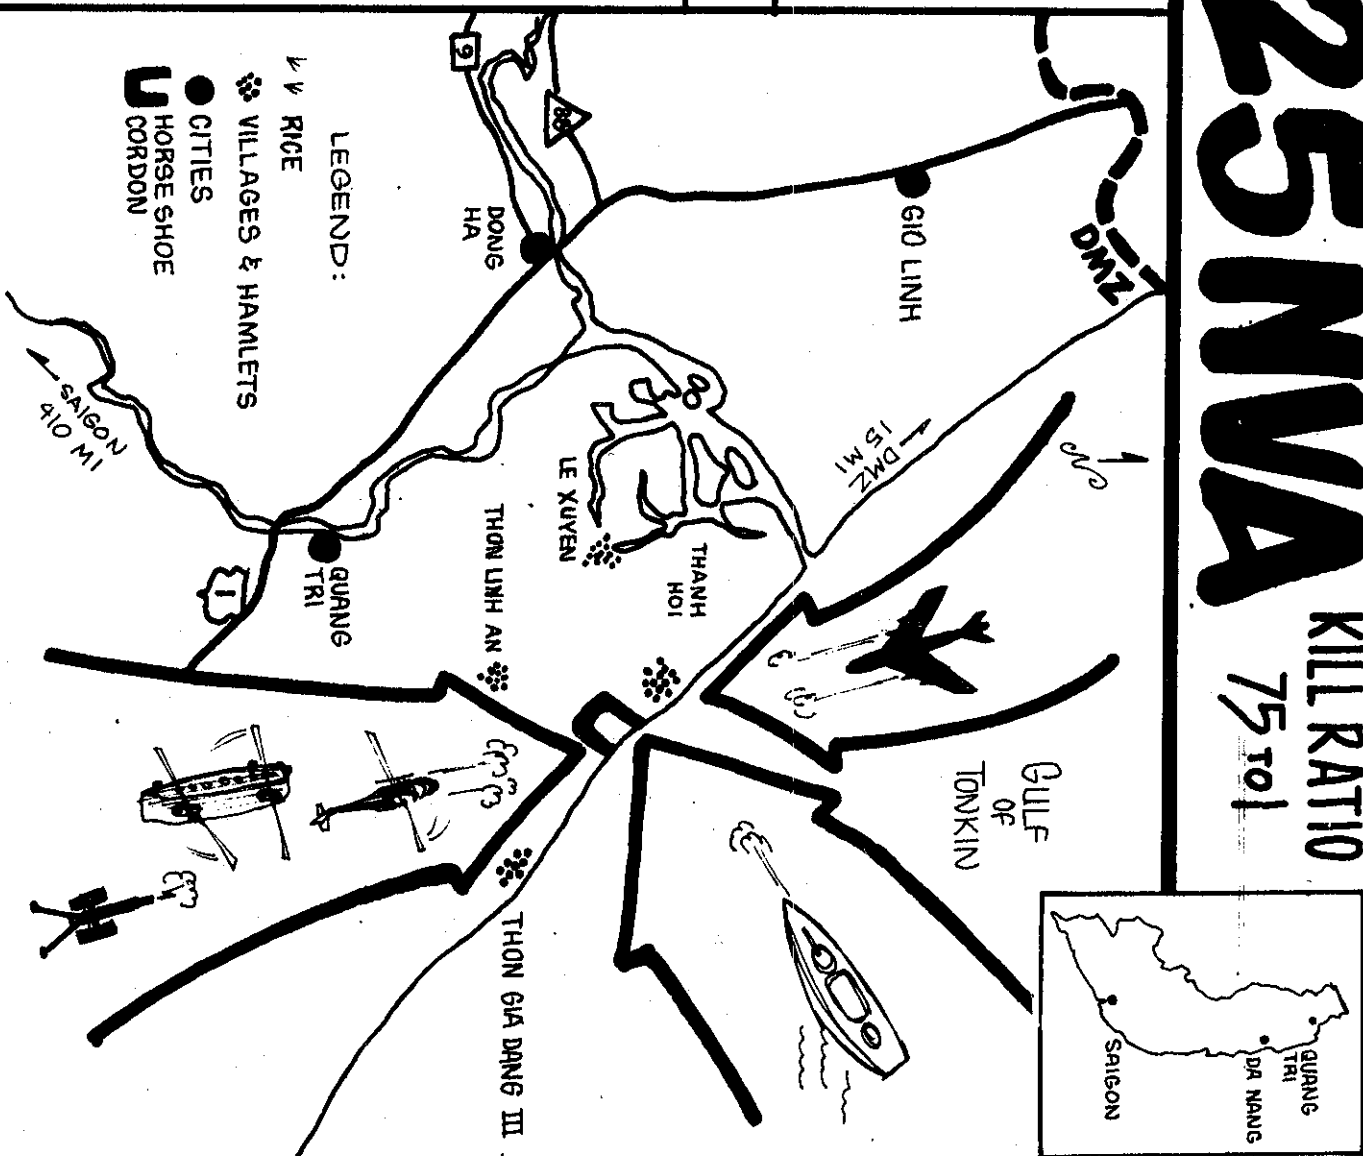 25 NVA
KILL RATIO
75 TO 1
DMZ
GIO LINH
DMZ
15 MI
GULF
OF
TONKIN
QUANG
TRI
DA NANG
SAIGON
9
88
DONG
HA
THANH
HOI
LE XUYEN
THON LINH AN
THON GIA DANG III
QUANG
TRI
1
SAIGON
410 MI
LEGEND:
RICE
VILLAGES & HAMLETS
CITIES
HORSE SHOE
CORDON